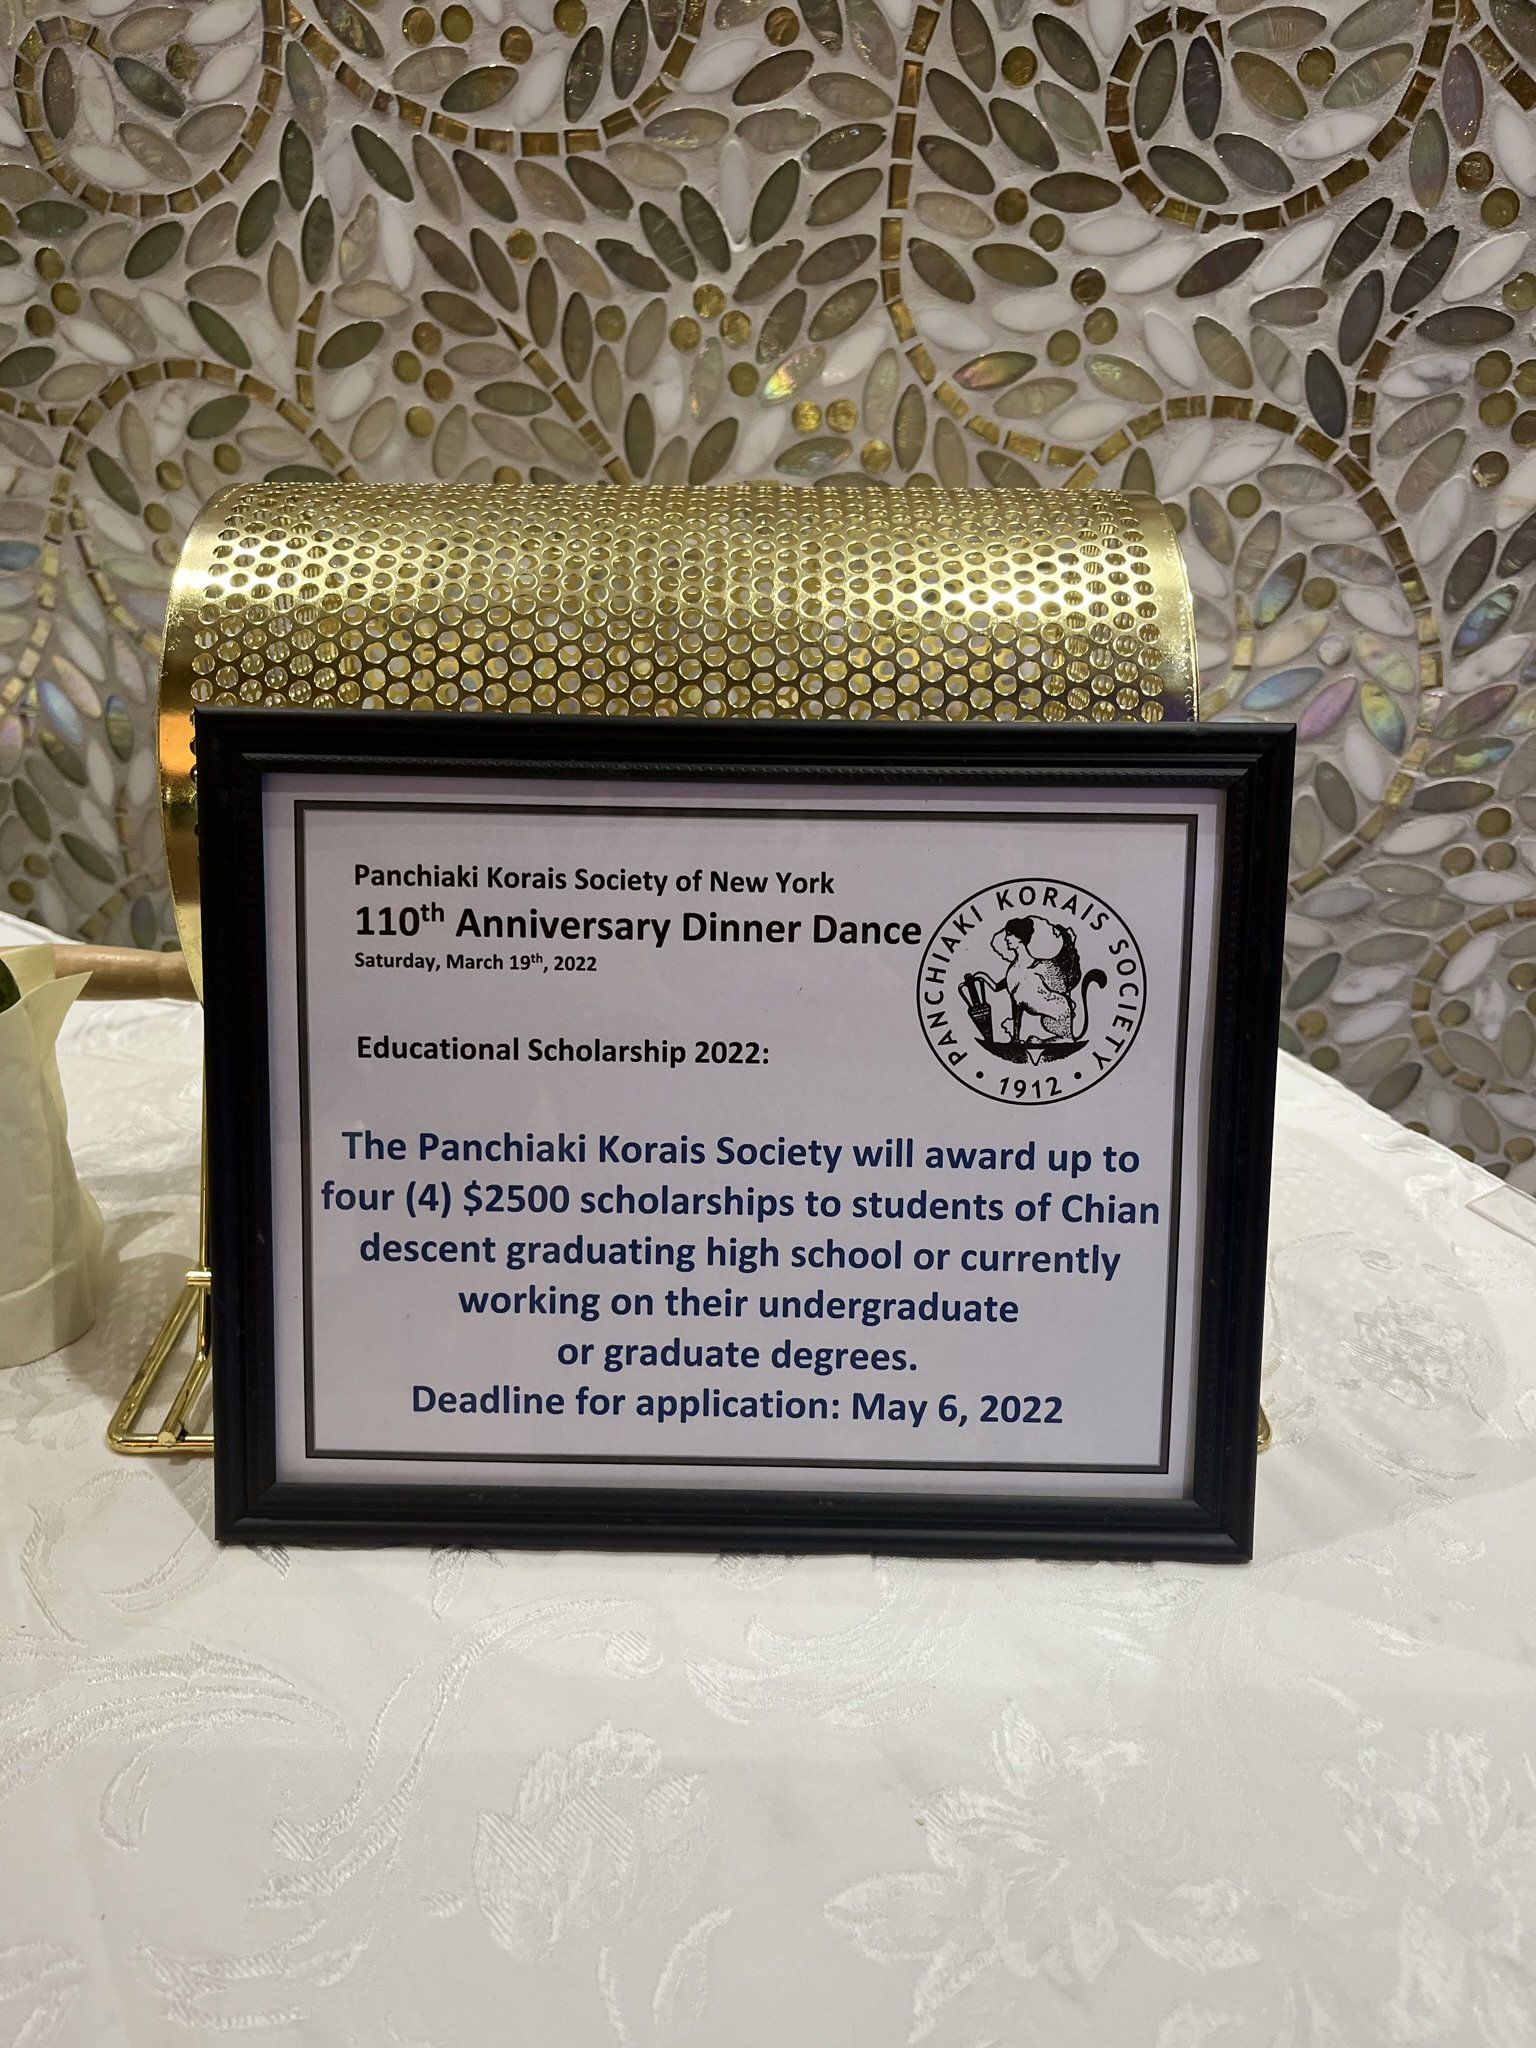 Panchiaki Korais Society of New York
110th Anniversary Dinner Dance
Saturday, March 19th, 2022
PANCHIAKI KORAIS SOCIETY
• 1912 •
Educational Scholarship 2022:
The Panchiaki Korais Society will award up to
four (4) $2500 scholarships to students of Chian
descent graduating high school or currently
working on their undergraduate
or graduate degrees.
Deadline for application: May 6, 2022